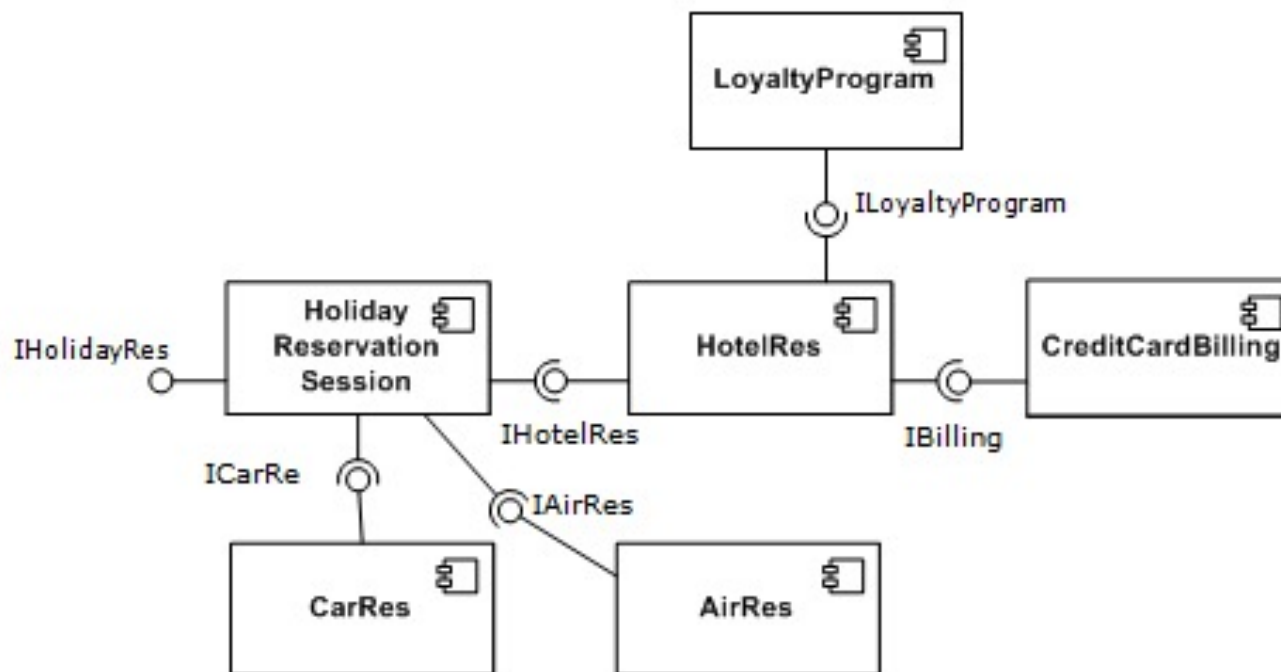 LoyaltyProgram
ILoyaltyProgram
Holiday
Reservation
Session
HotelRes
CreditCardBilling
IHolidayRes
IHotelRes
IBilling
ICarRe
IAirRes
CarRes
AirRes